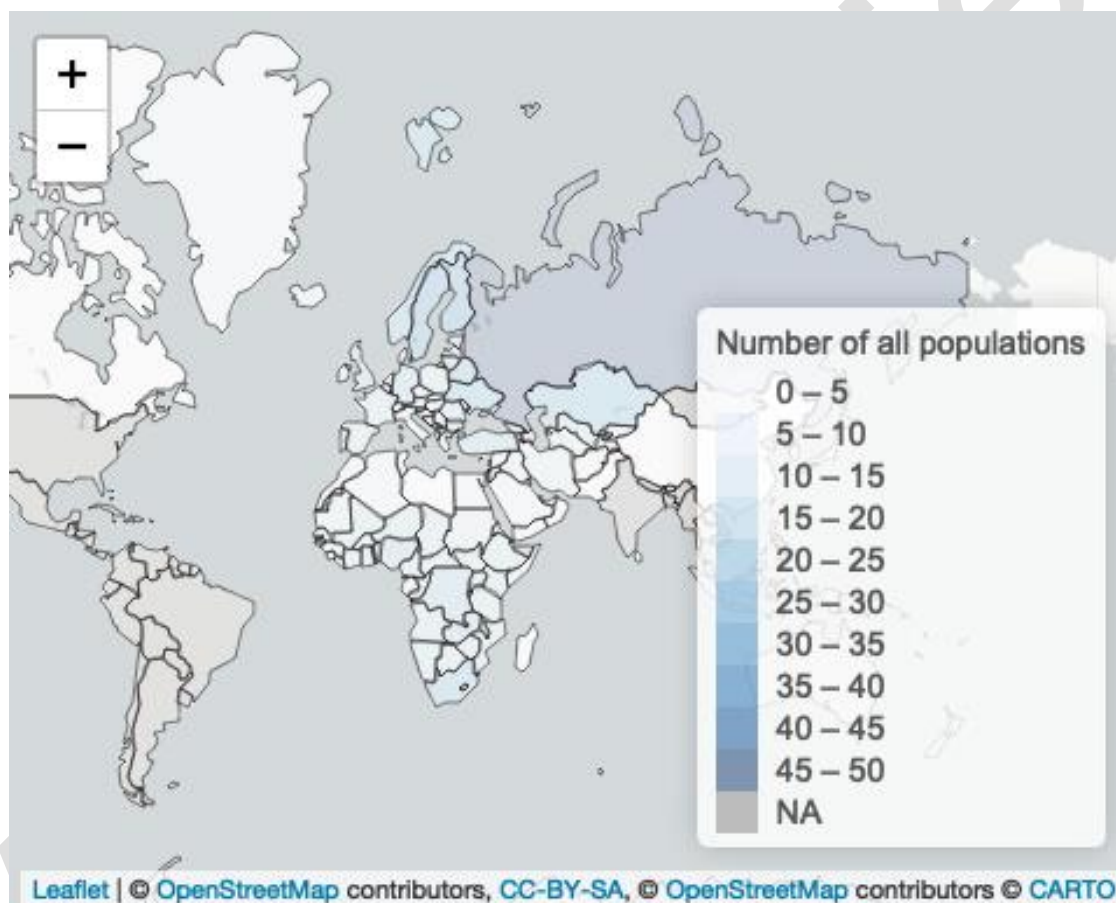 +
−
Number of all populations
0 – 5
5 – 10
10 – 15
15 – 20
20 – 25
25 – 30
30 – 35
35 – 40
40 – 45
45 – 50
NA
Leaflet | © OpenStreetMap contributors, CC-BY-SA, © OpenStreetMap contributors © CARTO